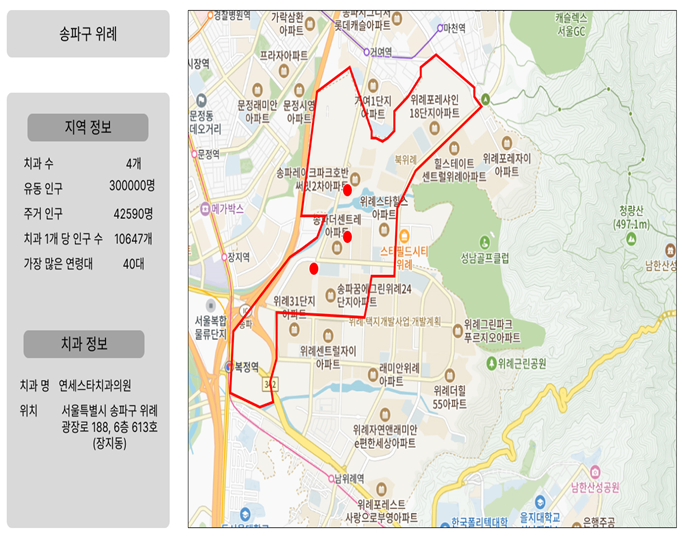 송파구 위례
지역 정보
치과 수 4개
유동 인구 300000명
주거 인구 42590명
치과 1개 당 인구 수 10647개
가장 많은 연령대 40대
치과 정보
치과 명 연세스타치과의원
위치 서울특별시 송파구 위례
광장로 188, 6층 613호
(장지동)
경찰병원역
가락삼환
아파트
롯데캐슬아파트
마천역
캐슬렉스
서울GC
거여역
프라자아파트
문정래미안
아파트
문정시영
아파트
문정동
데오거리
거여1단지
아파트
위례포레샤인
18단지아파트
문정역
북위례
힐스테이트
센트럴위례아파트
위례포레자이
아파트
송파레이크파크호반
써밋2차아파트
메가박스
위례스타힐스
아파트
송파더센트레
아파트
청량산
(497.1m)
스타필드시티
위례
성남골프클럽
장지역
남한산성
송파꿈에그린위례24
단지아파트
위례31단지
아파트
서울복합
물류단지
송파
위례 택지개발사업 개발계획
위례그린파크
푸르지오아파트
위례센트럴자이
아파트
위례근린공원
복정역
342
래미안위례
아파트
위례더힐
55아파트
위례자연앤래미안
e편한세상아파트
남위례역
남한산성공원
위례포레스트
사랑으로부영아파트
한국폴리텍대학
을지대학교
은행주공